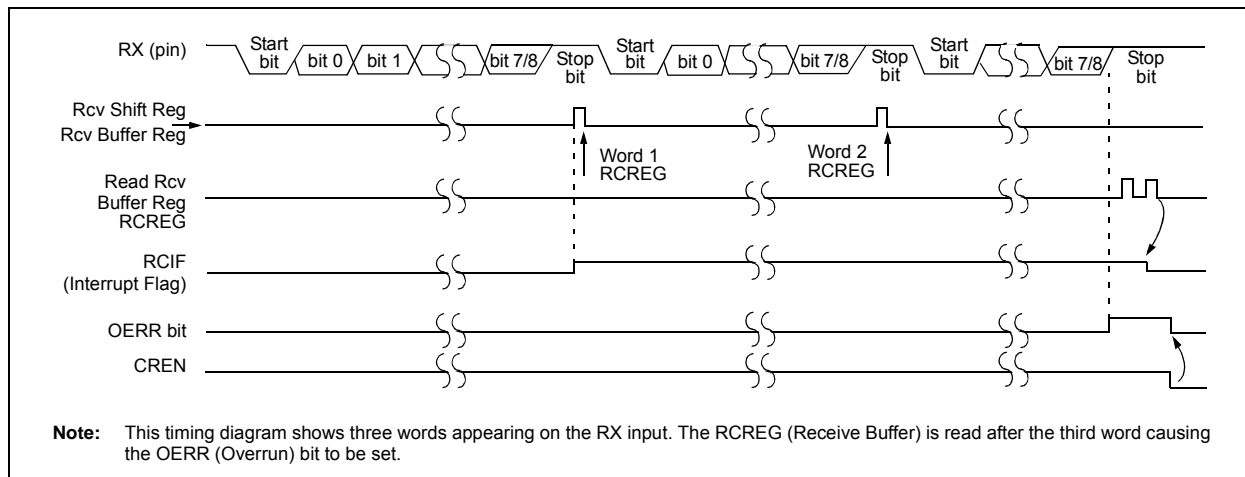 RX (pin)
Start bit
bit 0
bit 1
bit 7/8
Stop bit
Start bit
bit 0
bit 7/8
Stop bit
Start bit
bit 7/8
Stop bit
Rcv Shift Reg
Rcv Buffer Reg
Word 1
RCREG
Word 2
RCREG
Read Rcv
Buffer Reg
RCREG
RCIF
(Interrupt Flag)
OERR bit
CREN
Note: This timing diagram shows three words appearing on the RX input. The RCREG (Receive Buffer) is read after the third word causing
the OERR (Overrun) bit to be set.